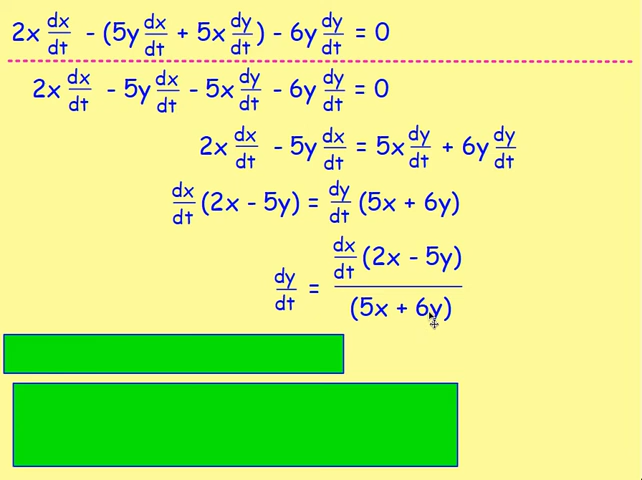 2x dx/dt - (5y dx/dt + 5x dy/dt) - 6y dy/dt = 0
2x dx/dt - 5y dx/dt - 5x dy/dt - 6y dy/dt = 0
2x dx/dt - 5y dx/dt = 5x dy/dt + 6y dy/dt
dx/dt (2x - 5y) = dy/dt (5x + 6y)
dy/dt = dx/dt (2x - 5y) / (5x + 6y)